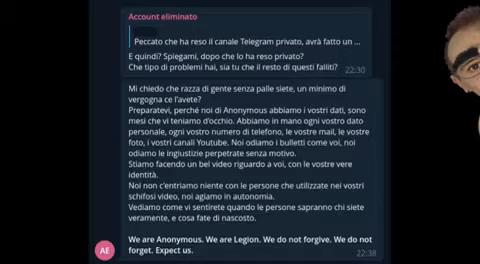 Account eliminato
Peccato che ha reso il canale Telegram privato, avrà fatto un ...
E quindi? Spiegami, dopo che lo ha reso privato?
Che tipo di problemi hai, sia tu che il resto di questi falliti?
22:30
Mi chiedo che razza di gente senza palle siete, un minimo di
vergogna ce l'avete?
Preparatevi, perché noi di Anonymous abbiamo i vostri dati, sono
mesi che vi teniamo d'occhio. Abbiamo in mano ogni vostro dato
personale, ogni vostro numero di telefono, le vostre mail, le vostre
foto, i vostri canali Youtube. Noi odiamo i bulletti come voi, noi
odiamo le ingiustizie perpetrate senza motivo.
Stiamo facendo un bel video riguardo a voi, con le vostre vere
identità.
Noi non c'entriamo niente con le persone che utilizzate nei vostri
schifosi video, noi agiamo in autonomia.
Vediamo come vi sentirete quando le persone sapranno chi siete
veramente, e cosa fate di nascosto.
We are Anonymous. We are Legion. We do not forgive. We do not
forget. Expect us.
22:38
AE